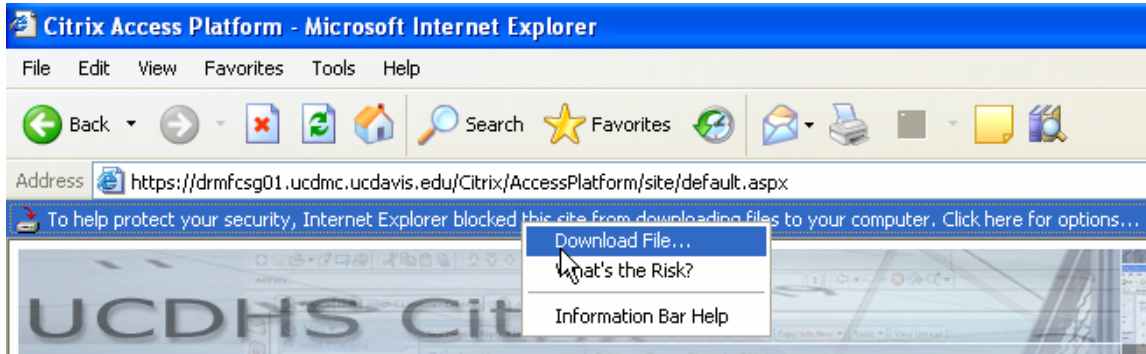 Citrix Access Platform - Microsoft Internet Explorer
File Edit View Favorites Tools Help
Back Search Favorites
Address https://drmfcsg01.ucdmc.ucdavis.edu/Citrix/AccessPlatform/site/default.aspx
To help protect your security, Internet Explorer blocked this site from downloading files to your computer. Click here for options...
Download File...
What's the Risk?
Information Bar Help
UCDHS Cit